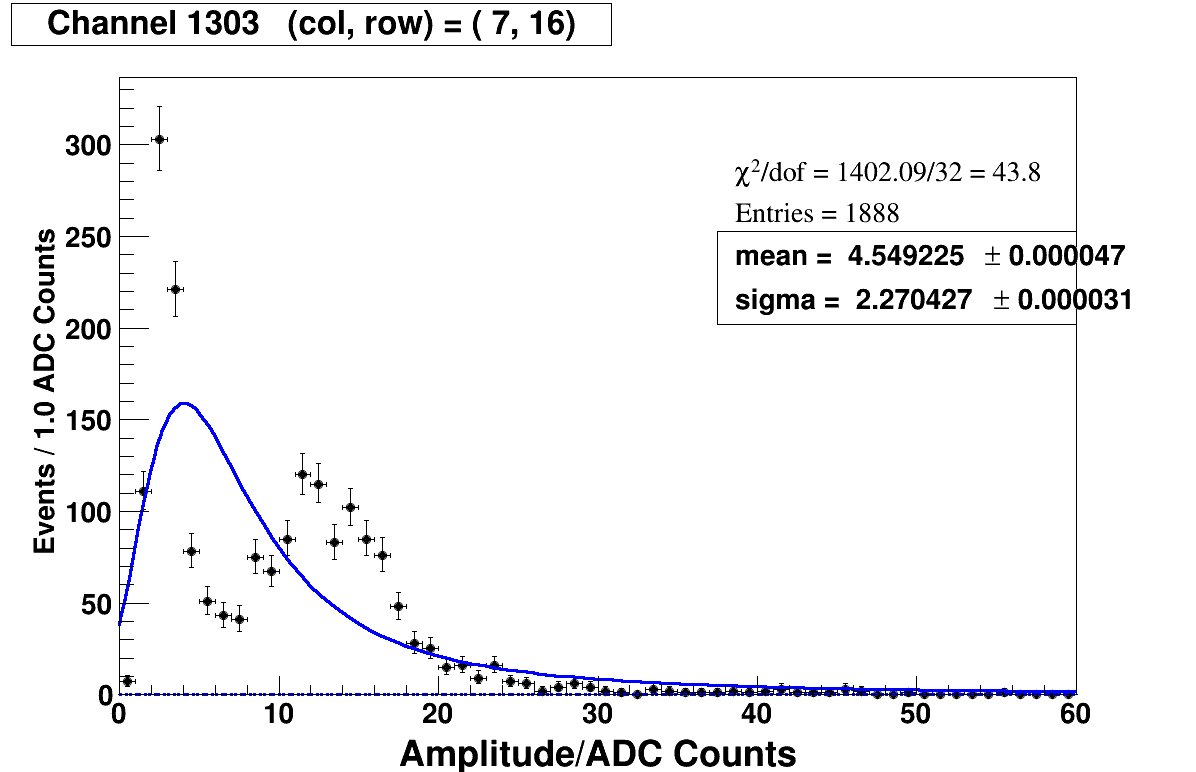 Channel 1303 (col, row) = ( 7, 16)
χ²/dof = 1402.09/32 = 43.8
Entries = 1888
mean = 4.549225 ± 0.000047
sigma = 2.270427 ± 0.000031
Events / 1.0 ADC Counts
300
250
200
150
100
50
0
0 10 20 30 40 50 60
Amplitude/ADC Counts